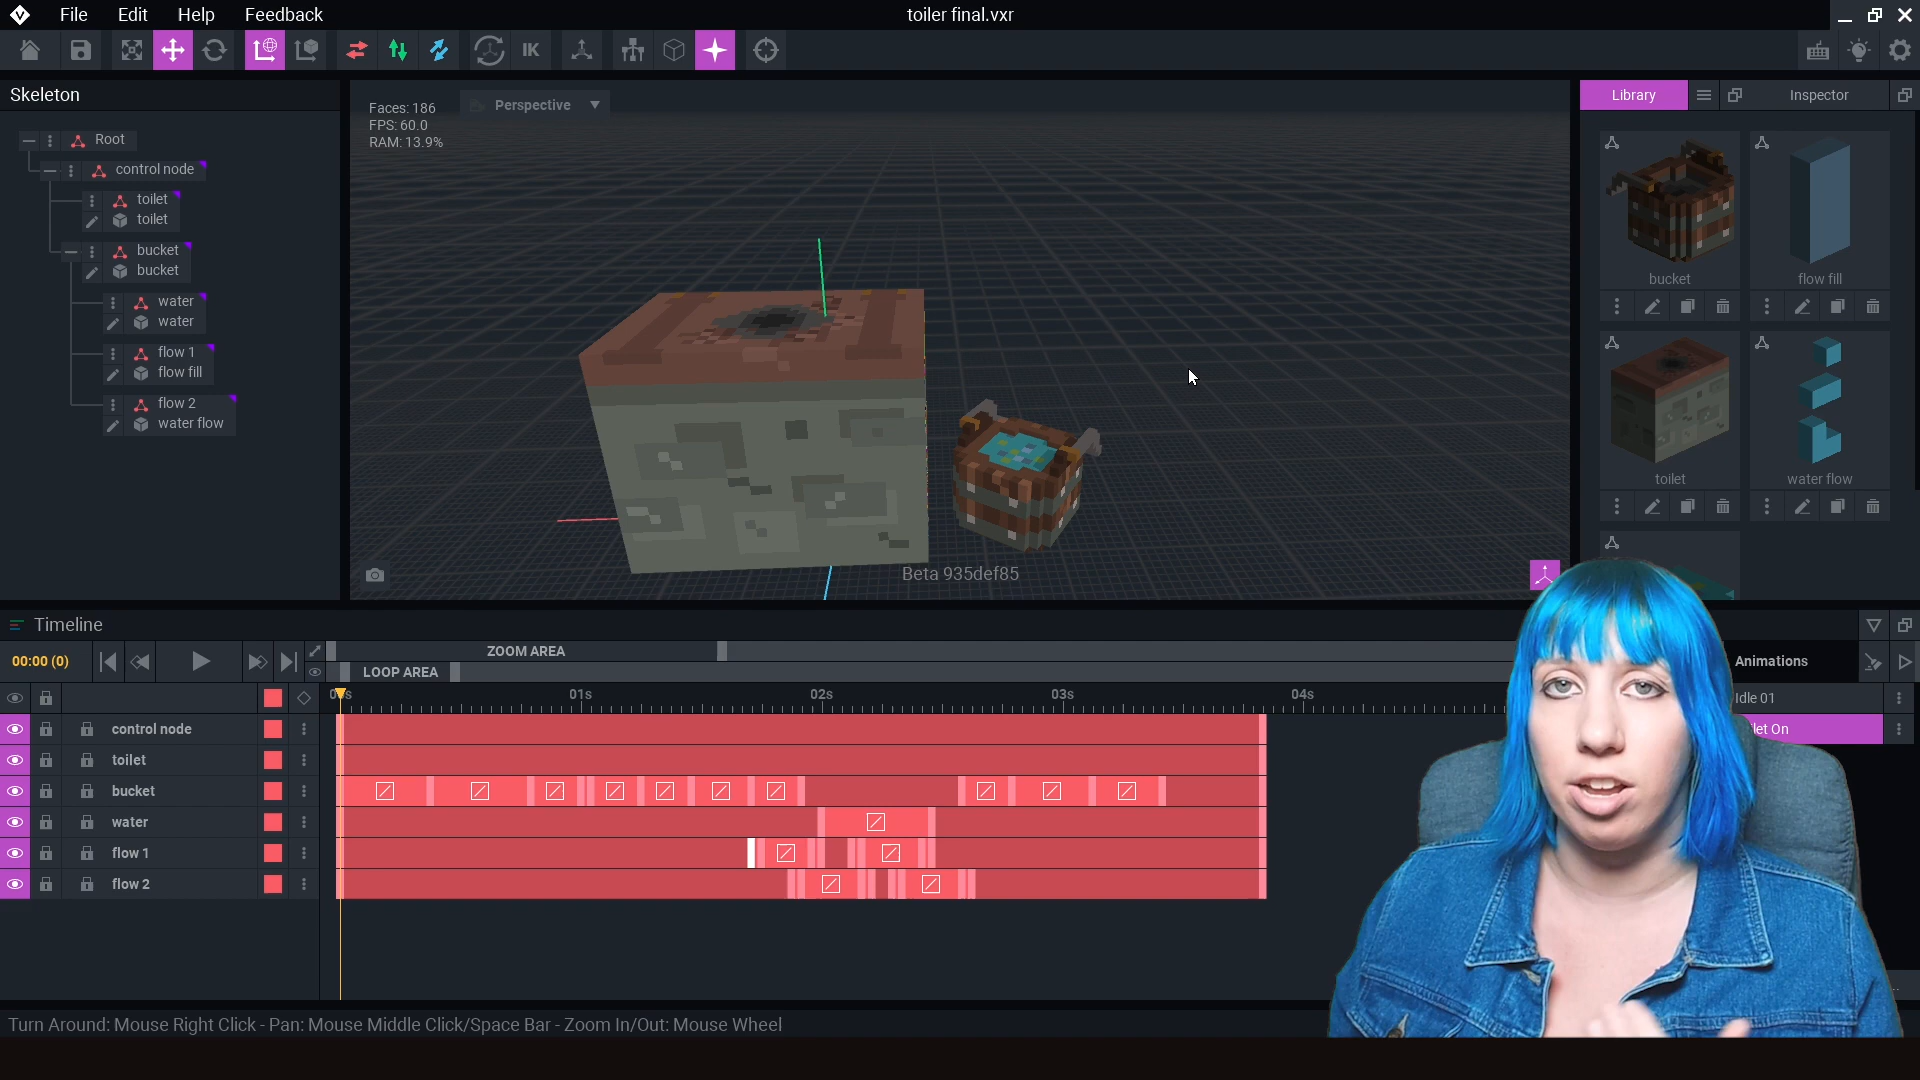 File Edit Help Feedback toiler final.vxr
IK
Skeleton
Root
control node
toilet
toilet
bucket
bucket
water
water
flow 1
flow fill
flow 2
water flow
Faces: 186
FPS: 60.0
RAM: 13.9%
Perspective
Beta 935def85
Library Inspector
bucket flow fill
toilet water flow
Timeline
00:00 (0)
ZOOM AREA
LOOP AREA
01s 02s 03s 04s
control node
toilet
bucket
water
flow 1
flow 2
Animations
Idle 01
On
Turn Around: Mouse Right Click - Pan: Mouse Middle Click/Space Bar - Zoom In/Out: Mouse Wheel